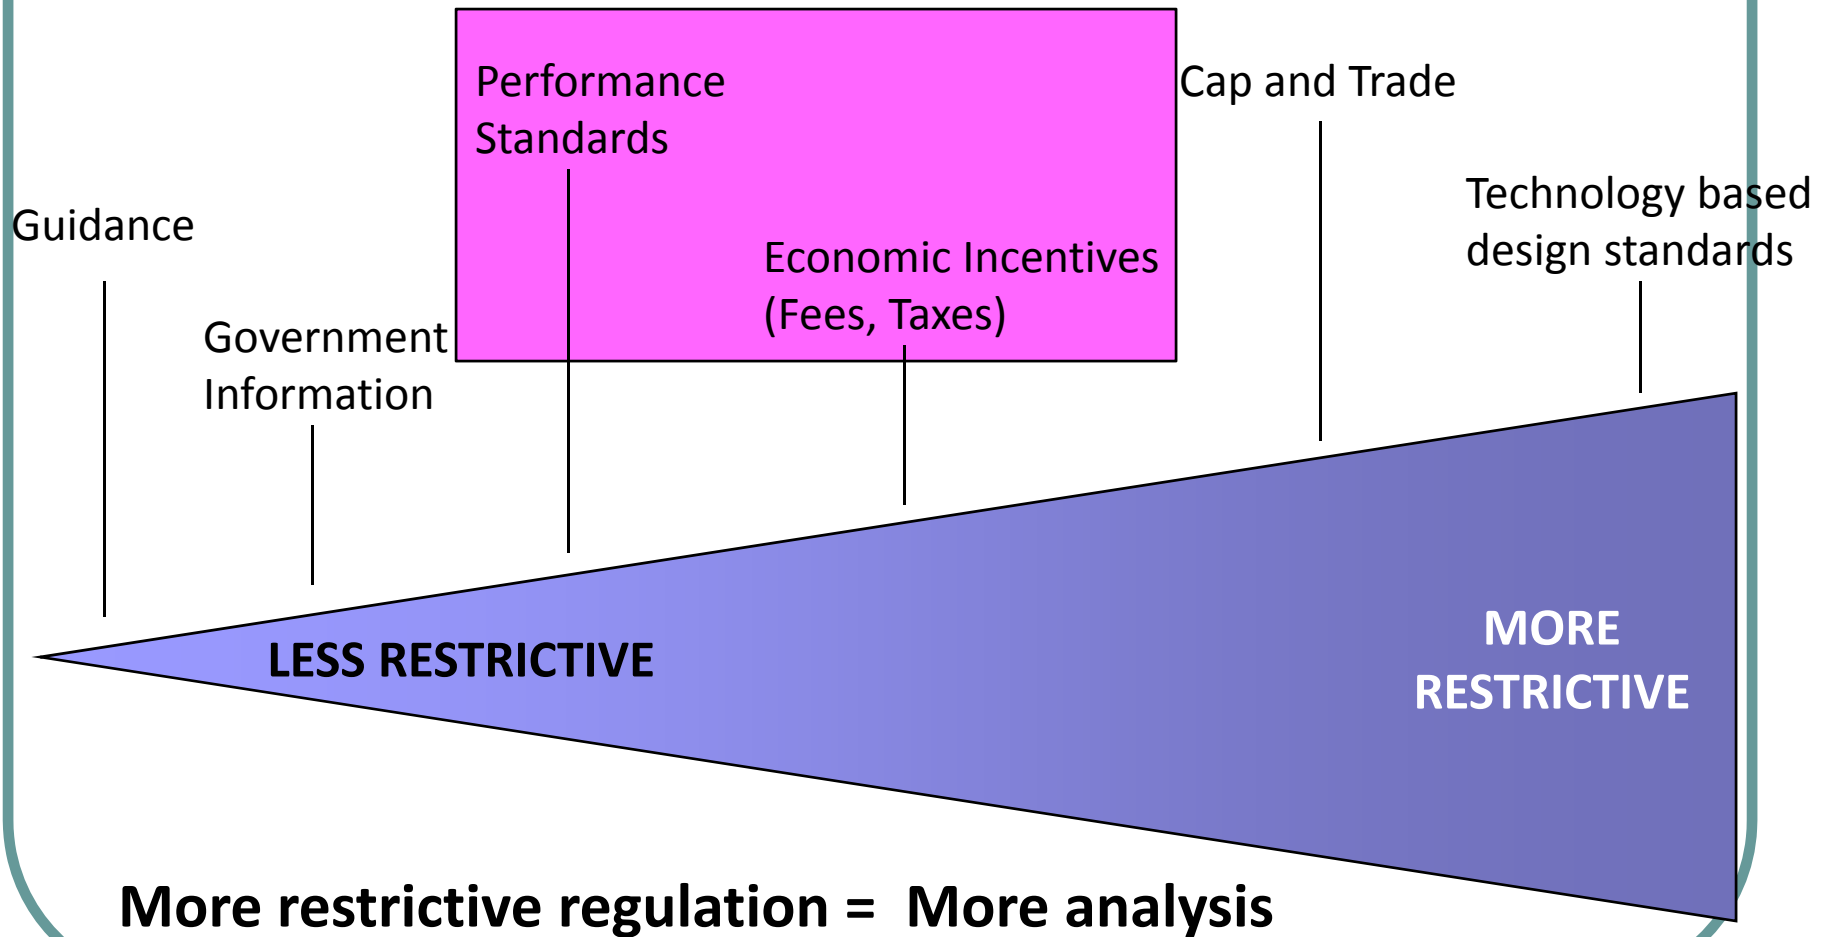 Performance
Standards
Cap and Trade
Technology based
design standards
Guidance
Economic Incentives
(Fees, Taxes)
Government
Information
LESS RESTRICTIVE
MORE
RESTRICTIVE
More restrictive regulation = More analysis